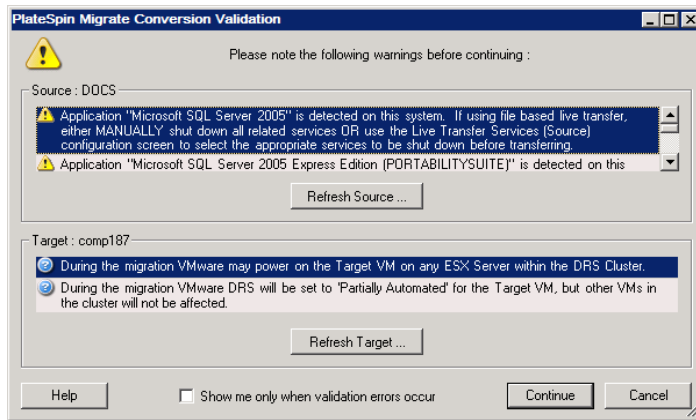 PlateSpin Migrate Conversion Validation
Please note the following warnings before continuing :
Source : DOCS
Application "Microsoft SQL Server 2005" is detected on this system. If using file based live transfer,
either MANUALLY shut down all related services OR use the Live Transfer Services (Source)
configuration screen to select the appropriate services to be shut down before transferring.
Application "Microsoft SQL Server 2005 Express Edition (PORTABILITYSUITE)" is detected on this
Refresh Source ...
Target : comp187
During the migration VMware may power on the Target VM on any ESX Server within the DRS Cluster.
During the migration VMware DRS will be set to 'Partially Automated' for the Target VM, but other VMs in
the cluster will not be affected.
Refresh Target ...
Help
Show me only when validation errors occur
Continue
Cancel